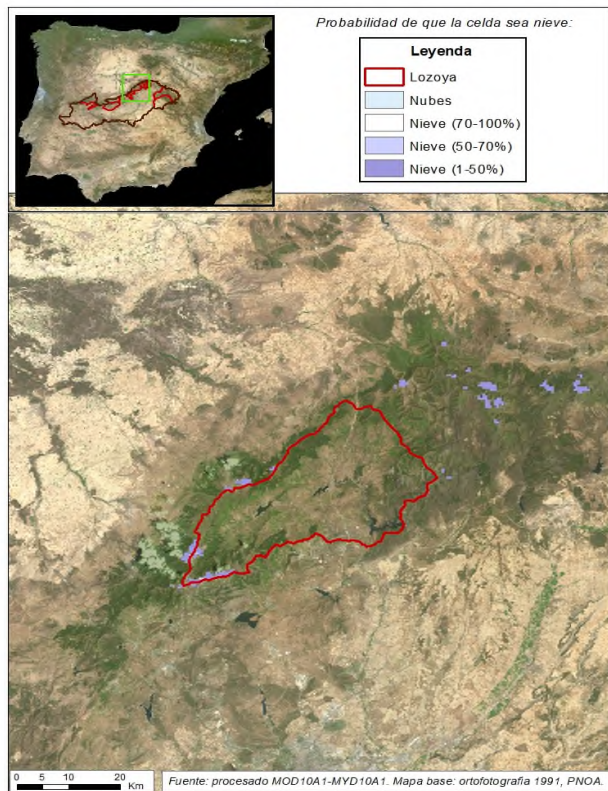 Probabilidad de que la celda sea nieve:
Leyenda
Lozoya
Nubes
Nieve (70-100%)
Nieve (50-70%)
Nieve (1-50%)
0 5 10 20
Km
Fuente: procesado MOD10A1-MYD10A1. Mapa base: ortofotografía 1991, PNOA.